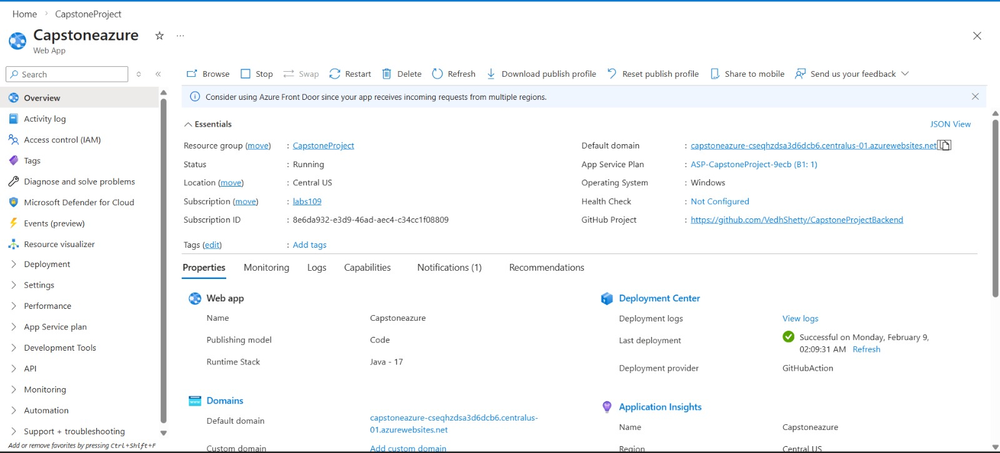 Home > CapstoneProject
Capstoneazure
Web App
Search
Browse Stop Swap Restart Delete Refresh Download publish profile Reset publish profile Share to mobile Send us your feedback
Overview
Activity log
Access control (IAM)
Tags
Diagnose and solve problems
Microsoft Defender for Cloud
Events (preview)
Resource visualizer
Deployment
Settings
Performance
App Service plan
Development Tools
API
Monitoring
Automation
Support + troubleshooting
Add or remove favorites by pressing Ctrl+Shift+F
Consider using Azure Front Door since your app receives incoming requests from multiple regions.
Essentials
JSON View
Resource group (move) : CapstoneProject
Status : Running
Location (move) : Central US
Subscription (move) : labs109
Subscription ID : 8e6da932-e3d9-46ad-aec4-c34cc1f08809
Tags (edit) : Add tags
Default domain : capstoneazure-cseqhzdsa3d6dcb6.centralus-01.azurewebsites.net
App Service Plan : ASP-CapstoneProject-9ecb (B1: 1)
Operating System : Windows
Health Check : Not Configured
GitHub Project : https://github.com/VedhShetty/CapstoneProjectBackend
Properties Monitoring Logs Capabilities Notifications (1) Recommendations
Web app
Name Capstoneazure
Publishing model Code
Runtime Stack Java - 17
Domains
Default domain capstoneazure-cseqhzdsa3d6dcb6.centralus-
01.azurewebsites.net
Custom domain Add custom domain
Deployment Center
Deployment logs View logs
Last deployment Successful on Monday, February 9,
02:09:31 AM Refresh
Deployment provider GitHubAction
Application Insights
Name Capstoneazure
Region Central US